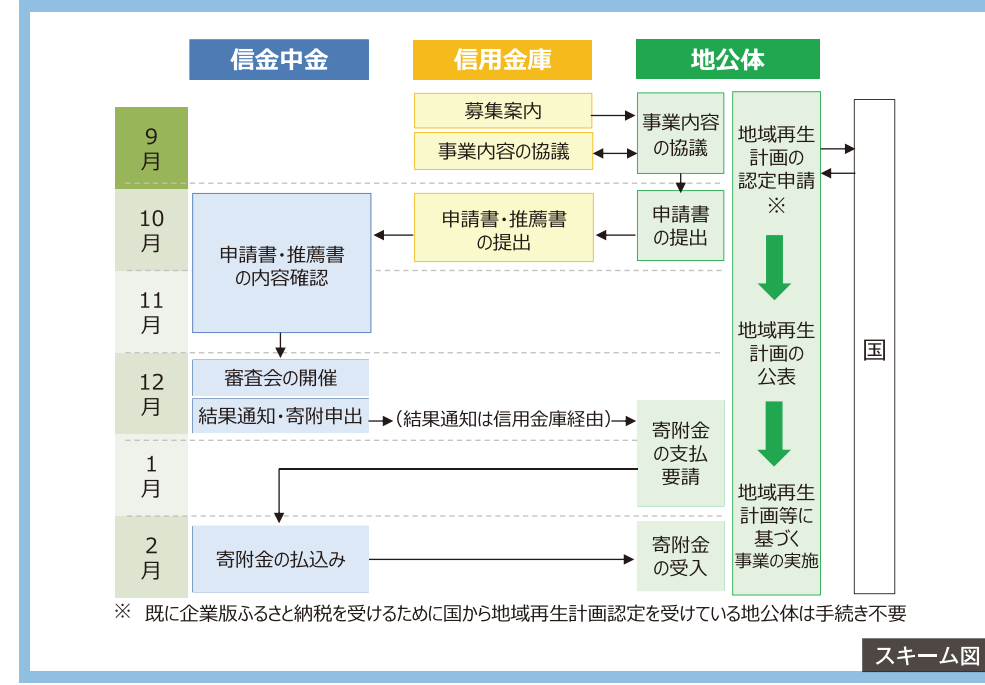 信金中金
信用金庫
地公体
9
月
募集案内
事業内容の協議
事業内容
の協議
地域再生
計画の
認定申請
※
10
月
申請書・推薦書
の内容確認
申請書・推薦書
の提出
申請書
の提出
11
月
地域再生
計画の
公表
国
12
月
審査会の開催
結果通知・寄附申出
(結果通知は信用金庫経由)
寄附金
の支払
要請
1
月
地域再生
計画等に
基づく
事業の実施
2
月
寄附金の払込み
寄附金
の受入
※ 既に企業版ふるさと納税を受けるために国から地域再生計画認定を受けている地公体は手続き不要
スキーム図